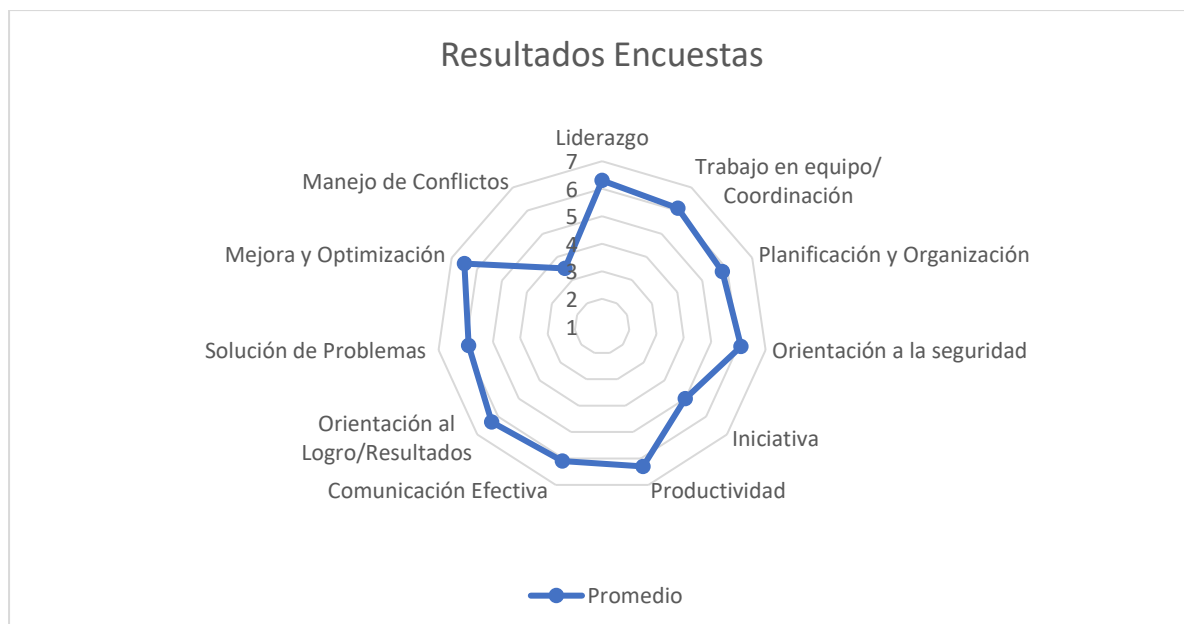 Resultados Encuestas
Liderazgo
Trabajo en equipo/
Coordinación
Planificación y Organización
Orientación a la seguridad
Iniciativa
Productividad
Comunicación Efectiva
Orientación al
Logro/Resultados
Solución de Problemas
Mejora y Optimización
Manejo de Conflictos
7
6
5
4
3
2
1
Promedio